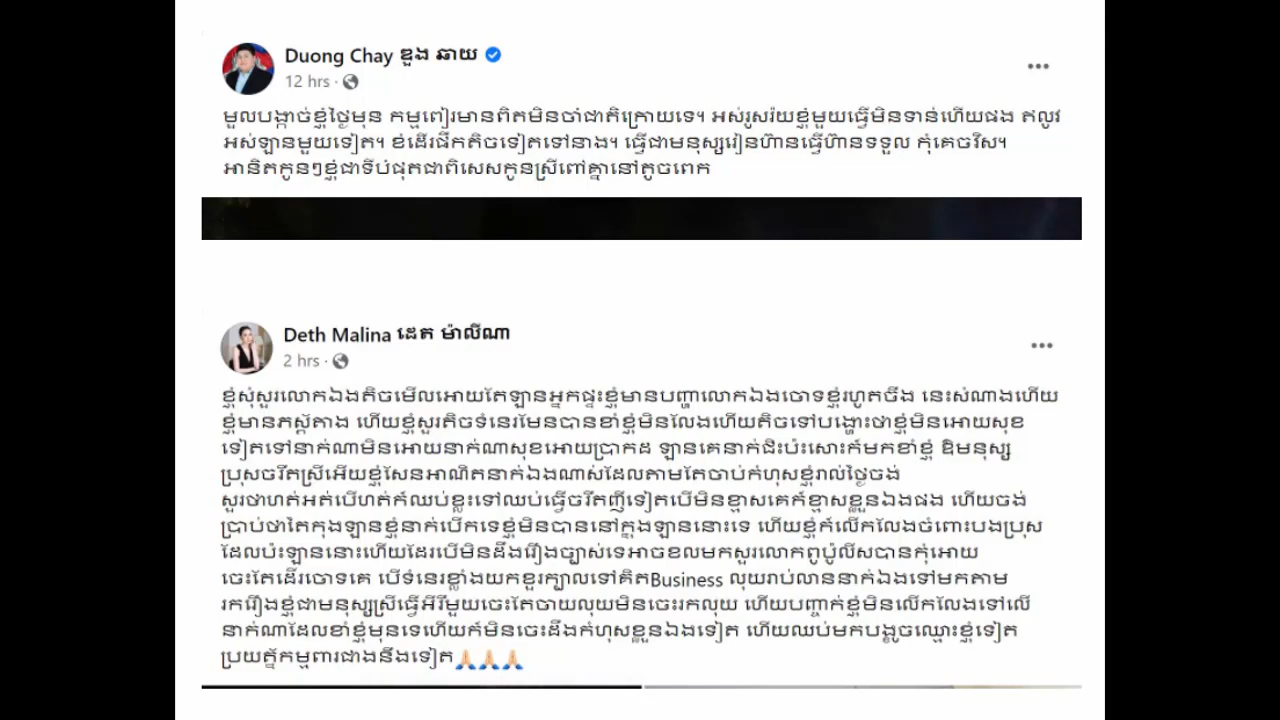 Duong Chay ឌួង ឆាយ
12 hrs ·
មួលបង្កាច់ខ្ញុំថ្ងៃមុន កម្មពៀរមានពិតមិនចាំជាតិក្រោយទេ។ អស់រូសរ៉យខ្ញុំមួយធ្វើមិនទាន់ហើយផង ឥលូវ
អស់ឡានមួយទៀត។ ខំដើរផឹកតិចទៀតទៅនាង។ ធ្វើជាមនុស្សរៀនហ៊ានធ្វើហ៊ានទទួល កុំគេចវិស។
អានិតកូនៗខ្ញុំជាទីបំផុតជាពិសេសកូនស្រីពៅគ្នានៅតូចពេក
Deth Malina ដេត ម៉ាលីណា
2 hrs ·
ខ្ញុំសុំសួរលោកឯងតិចមើលអោយតែឡានអ្នកផ្ទះខ្ញុំមានបញ្ហាលោកឯងចោទខ្ញុំរហូតចឹង នេះសំណាងហើយ
ខ្ញុំមានភស្ដ័តាង ហើយខ្ញុំសួរតិចទំនេរមែនបានខាំខ្ញុំមិនលែងហើយតិចទៅបង្ហោះថាខ្ញុំមិនអោយសុខ
ទៀតទៅនាក់ណាមិនអោយនាក់ណាសុខអោយប្រាកដ ឡានគេនាក់ជិះប៉ះសោះក៍មកខាំខ្ញុំ ឱិមនុស្ស
ប្រុសចរឹតស្រីអើយខ្ញុំសែនអាណិតនាក់ឯងណាស់ដែលតាមតែចាប់កំហុសខ្ញុំរាល់ថ្ងៃចង់
សួរថាហត់អត់បើហត់កំឈប់ខ្លះទៅឈប់ធ្វើចរឹតញីទៀតបើមិនខ្មាសគេក៍ខ្មាសខ្លួនឯងផង ហើយចង់
ប្រាប់ថាតៃកុងឡានខ្ញុំនាក់បើកទេខ្ញុំមិនបាននៅក្នុងឡាននោះទេ ហើយខ្ញុំក៍លើកលែងចំពោះបងប្រុស
ដែលប៉ះឡាននោះហើយដែរបើមិនដឹងរឿងច្បាស់ទេអាចខលមកសួរលោកពូប៉ូលីសបានកុំអោយ
ចេះតែដើរចោទគេ បើទំនេរខ្លាំងយកខួរក្បាលទៅគិតBusiness លុយរាប់លាននាក់ឯងទៅមកតាម
រករឿងខ្ញុំជាមនុស្សស្រីធ្វើអីរីមួយចេះតែចាយលុយមិនចេះរកលុយ ហើយបញ្ចាក់ខ្ញុំមិនលើកលែងទៅលើ
នាក់ណាដែលខាំខ្ញុំមុនទេហើយក៍មិនចេះដឹងកំហុសខ្លួនឯងទៀត ហើយឈប់មកបង្ខូចឈ្មោះខ្ញុំទៀត
ប្រយត្ន័កម្មពារជាងនឹងទៀត🙏🏻🙏🏻🙏🏻